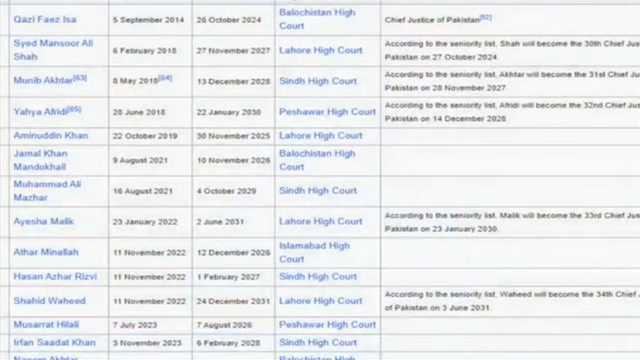 Qazi Faez Isa 5 September 2014 26 October 2024 Balochistan High Court Chief Justice of Pakistan[62]
Syed Mansoor Ali Shah 6 February 2018 27 November 2027 Lahore High Court According to the seniority list, Shah will become the 30th Chief Jus
Pakistan on 27 October 2024.
Munib Akhtar[63] 8 May 2018[64] 13 December 2028 Sindh High Court According to the seniority list, Akhtar will become the 31st Chief Jus
Pakistan on 28 November 2027
Yahya Afridi[65] 28 June 2018 22 January 2030 Peshawar High Court According to the seniority list, Afridi will become the 32nd Chief Jus
Pakistan on 14 December 2028.
Aminuddin Khan 22 October 2019 30 November 2025 Lahore High Court
Jamal Khan Mandokhail 9 August 2021 10 November 2026 Balochistan High Court
Muhammad Ali Mazhar 16 August 2021 4 October 2029 Sindh High Court
Ayesha Malik 23 January 2022 2 June 2031 Lahore High Court According to the seniority list, Malik will become the 33rd Chief Jus
Pakistan on 23 January 2030.
Athar Minallah 11 November 2022 12 December 2026 Islamabad High Court
Hasan Azhar Rizvi 11 November 2022 1 February 2027 Sindh High Court
Shahid Waheed 11 November 2022 24 December 2031 Lahore High Court According to the seniority list, Waheed will become the 34th Chief J
of Pakistan on 3 June 2031.
Musarrat Hilali 7 July 2023 7 August 2026 Peshawar High Court
Irfan Saadat Khan 3 November 2023 6 February 2028 Sindh High Court